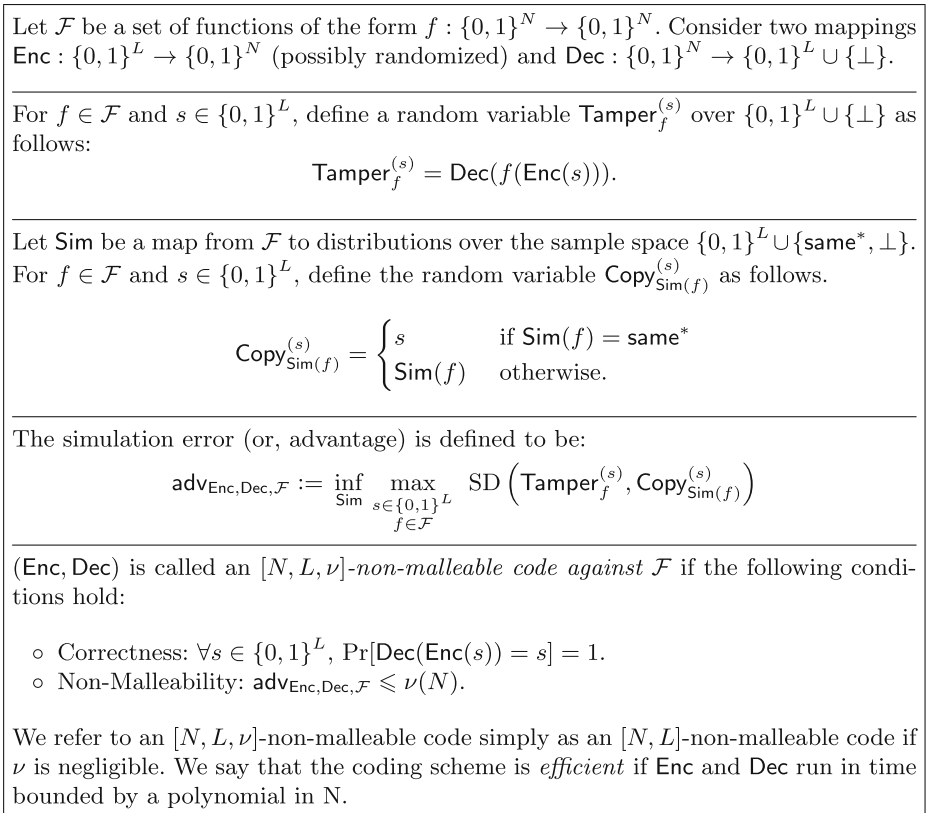 Let 𝓕 be a set of functions of the form f : {0, 1}^N → {0, 1}^N. Consider two mappings
Enc : {0, 1}^L → {0, 1}^N (possibly randomized) and Dec : {0, 1}^N → {0, 1}^L ∪ {⊥}.
For f ∈ 𝓕 and s ∈ {0, 1}^L, define a random variable Tamper_f^(s) over {0, 1}^L ∪ {⊥} as
follows:
Tamper_f^(s) = Dec(f(Enc(s))).
Let Sim be a map from 𝓕 to distributions over the sample space {0, 1}^L ∪ {same*, ⊥}.
For f ∈ 𝓕 and s ∈ {0, 1}^L, define the random variable Copy_Sim(f)^(s) as follows.
Copy_Sim(f)^(s) = { s if Sim(f) = same*
Sim(f) otherwise.
The simulation error (or, advantage) is defined to be:
adv_Enc,Dec,𝓕 := inf_Sim max_{s∈{0,1}^L, f∈𝓕} SD (Tamper_f^(s), Copy_Sim(f)^(s))
(Enc, Dec) is called an [N, L, ν]-non-malleable code against 𝓕 if the following condi-
tions hold:
◦ Correctness: ∀s ∈ {0, 1}^L, Pr[Dec(Enc(s)) = s] = 1.
◦ Non-Malleability: adv_Enc,Dec,𝓕 ⩽ ν(N).
We refer to an [N, L, ν]-non-malleable code simply as an [N, L]-non-malleable code if
ν is negligible. We say that the coding scheme is efficient if Enc and Dec run in time
bounded by a polynomial in N.